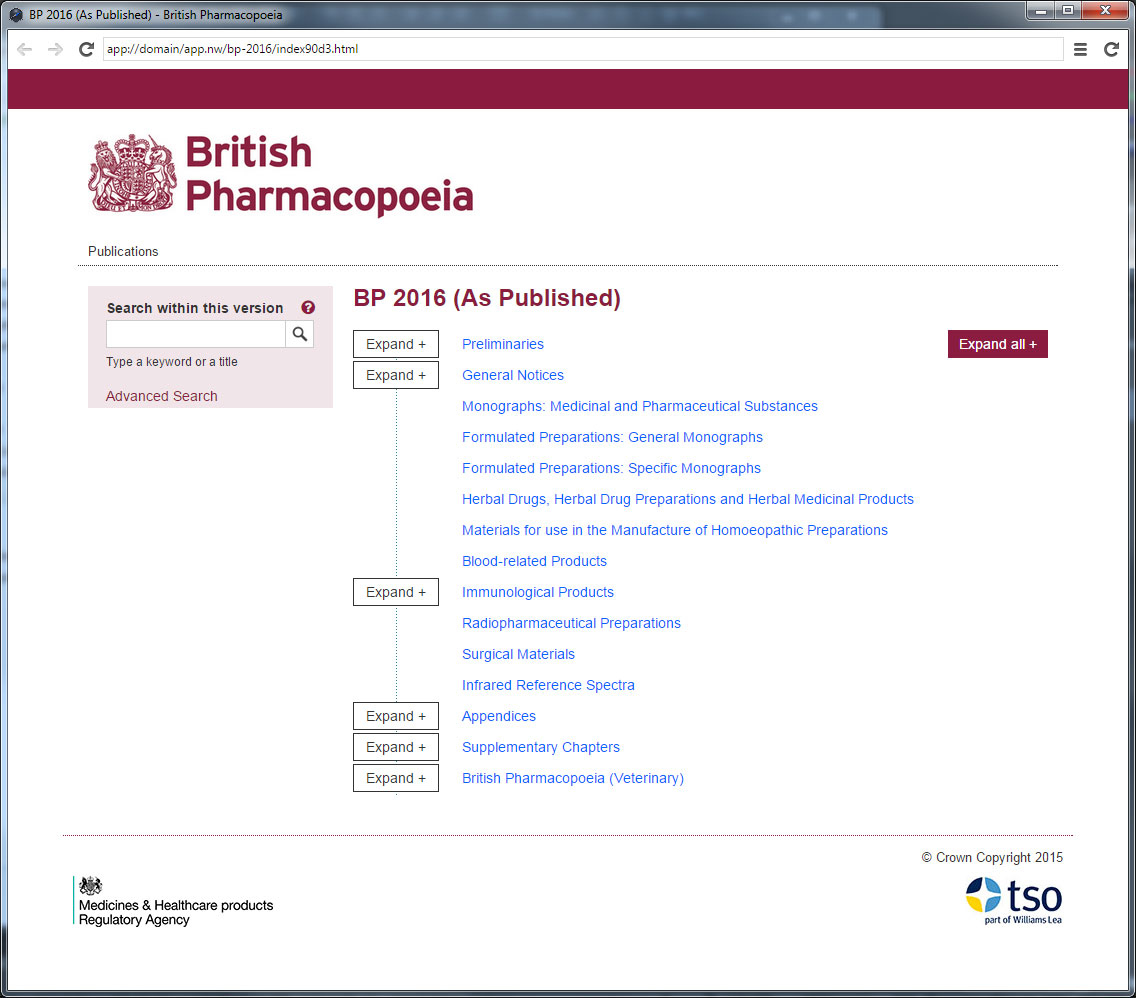 BP 2016 (As Published) - British Pharmacopoeia
app://domain/app.nw/bp-2016/index90d3.html
British
Pharmacopoeia
Publications
Search within this version ?
Type a keyword or a title
Advanced Search
BP 2016 (As Published)
Expand all +
Expand + Preliminaries
Expand + General Notices
Monographs: Medicinal and Pharmaceutical Substances
Formulated Preparations: General Monographs
Formulated Preparations: Specific Monographs
Herbal Drugs, Herbal Drug Preparations and Herbal Medicinal Products
Materials for use in the Manufacture of Homoeopathic Preparations
Blood-related Products
Expand + Immunological Products
Radiopharmaceutical Preparations
Surgical Materials
Infrared Reference Spectra
Expand + Appendices
Expand + Supplementary Chapters
Expand + British Pharmacopoeia (Veterinary)
© Crown Copyright 2015
Medicines & Healthcare products
Regulatory Agency
tso
part of Williams Lea